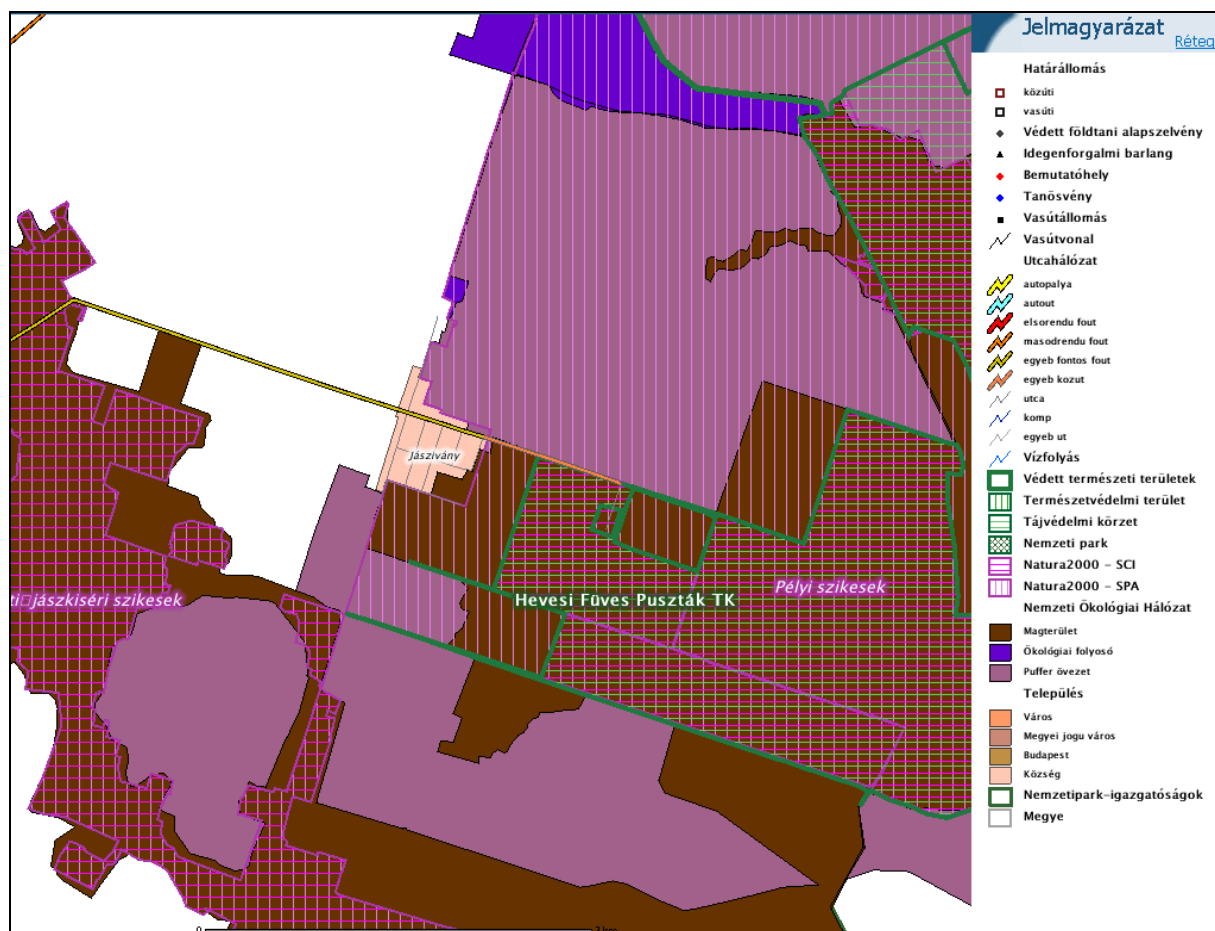 Jelmagyarázat
Réteg
Határállomás
közúti
vasúti
Védett földtani alapszelvény
Idegenforgalmi barlang
Bemutatóhely
Tanösvény
Vasútállomás
Vasútvonal
Utcahálózat
autopalya
autout
elsorendu fout
masodrendu fout
egyeb fontos fout
egyeb kozut
utca
komp
egyeb ut
Vízfolyás
Védett természeti területek
Természetvédelmi terület
Tájvédelmi körzet
Nemzeti park
Natura2000 - SCI
Natura2000 - SPA
Nemzeti Ökológiai Hálózat
Magterület
Ökológiai folyosó
Puffer övezet
Település
Város
Megyei jogu város
Budapest
Község
Nemzetipark-igazgatóságok
Megye
Jászivány
ti□jászkiséri szikesek
Hevesi Füves Puszták TK
Pélyi szikesek
0